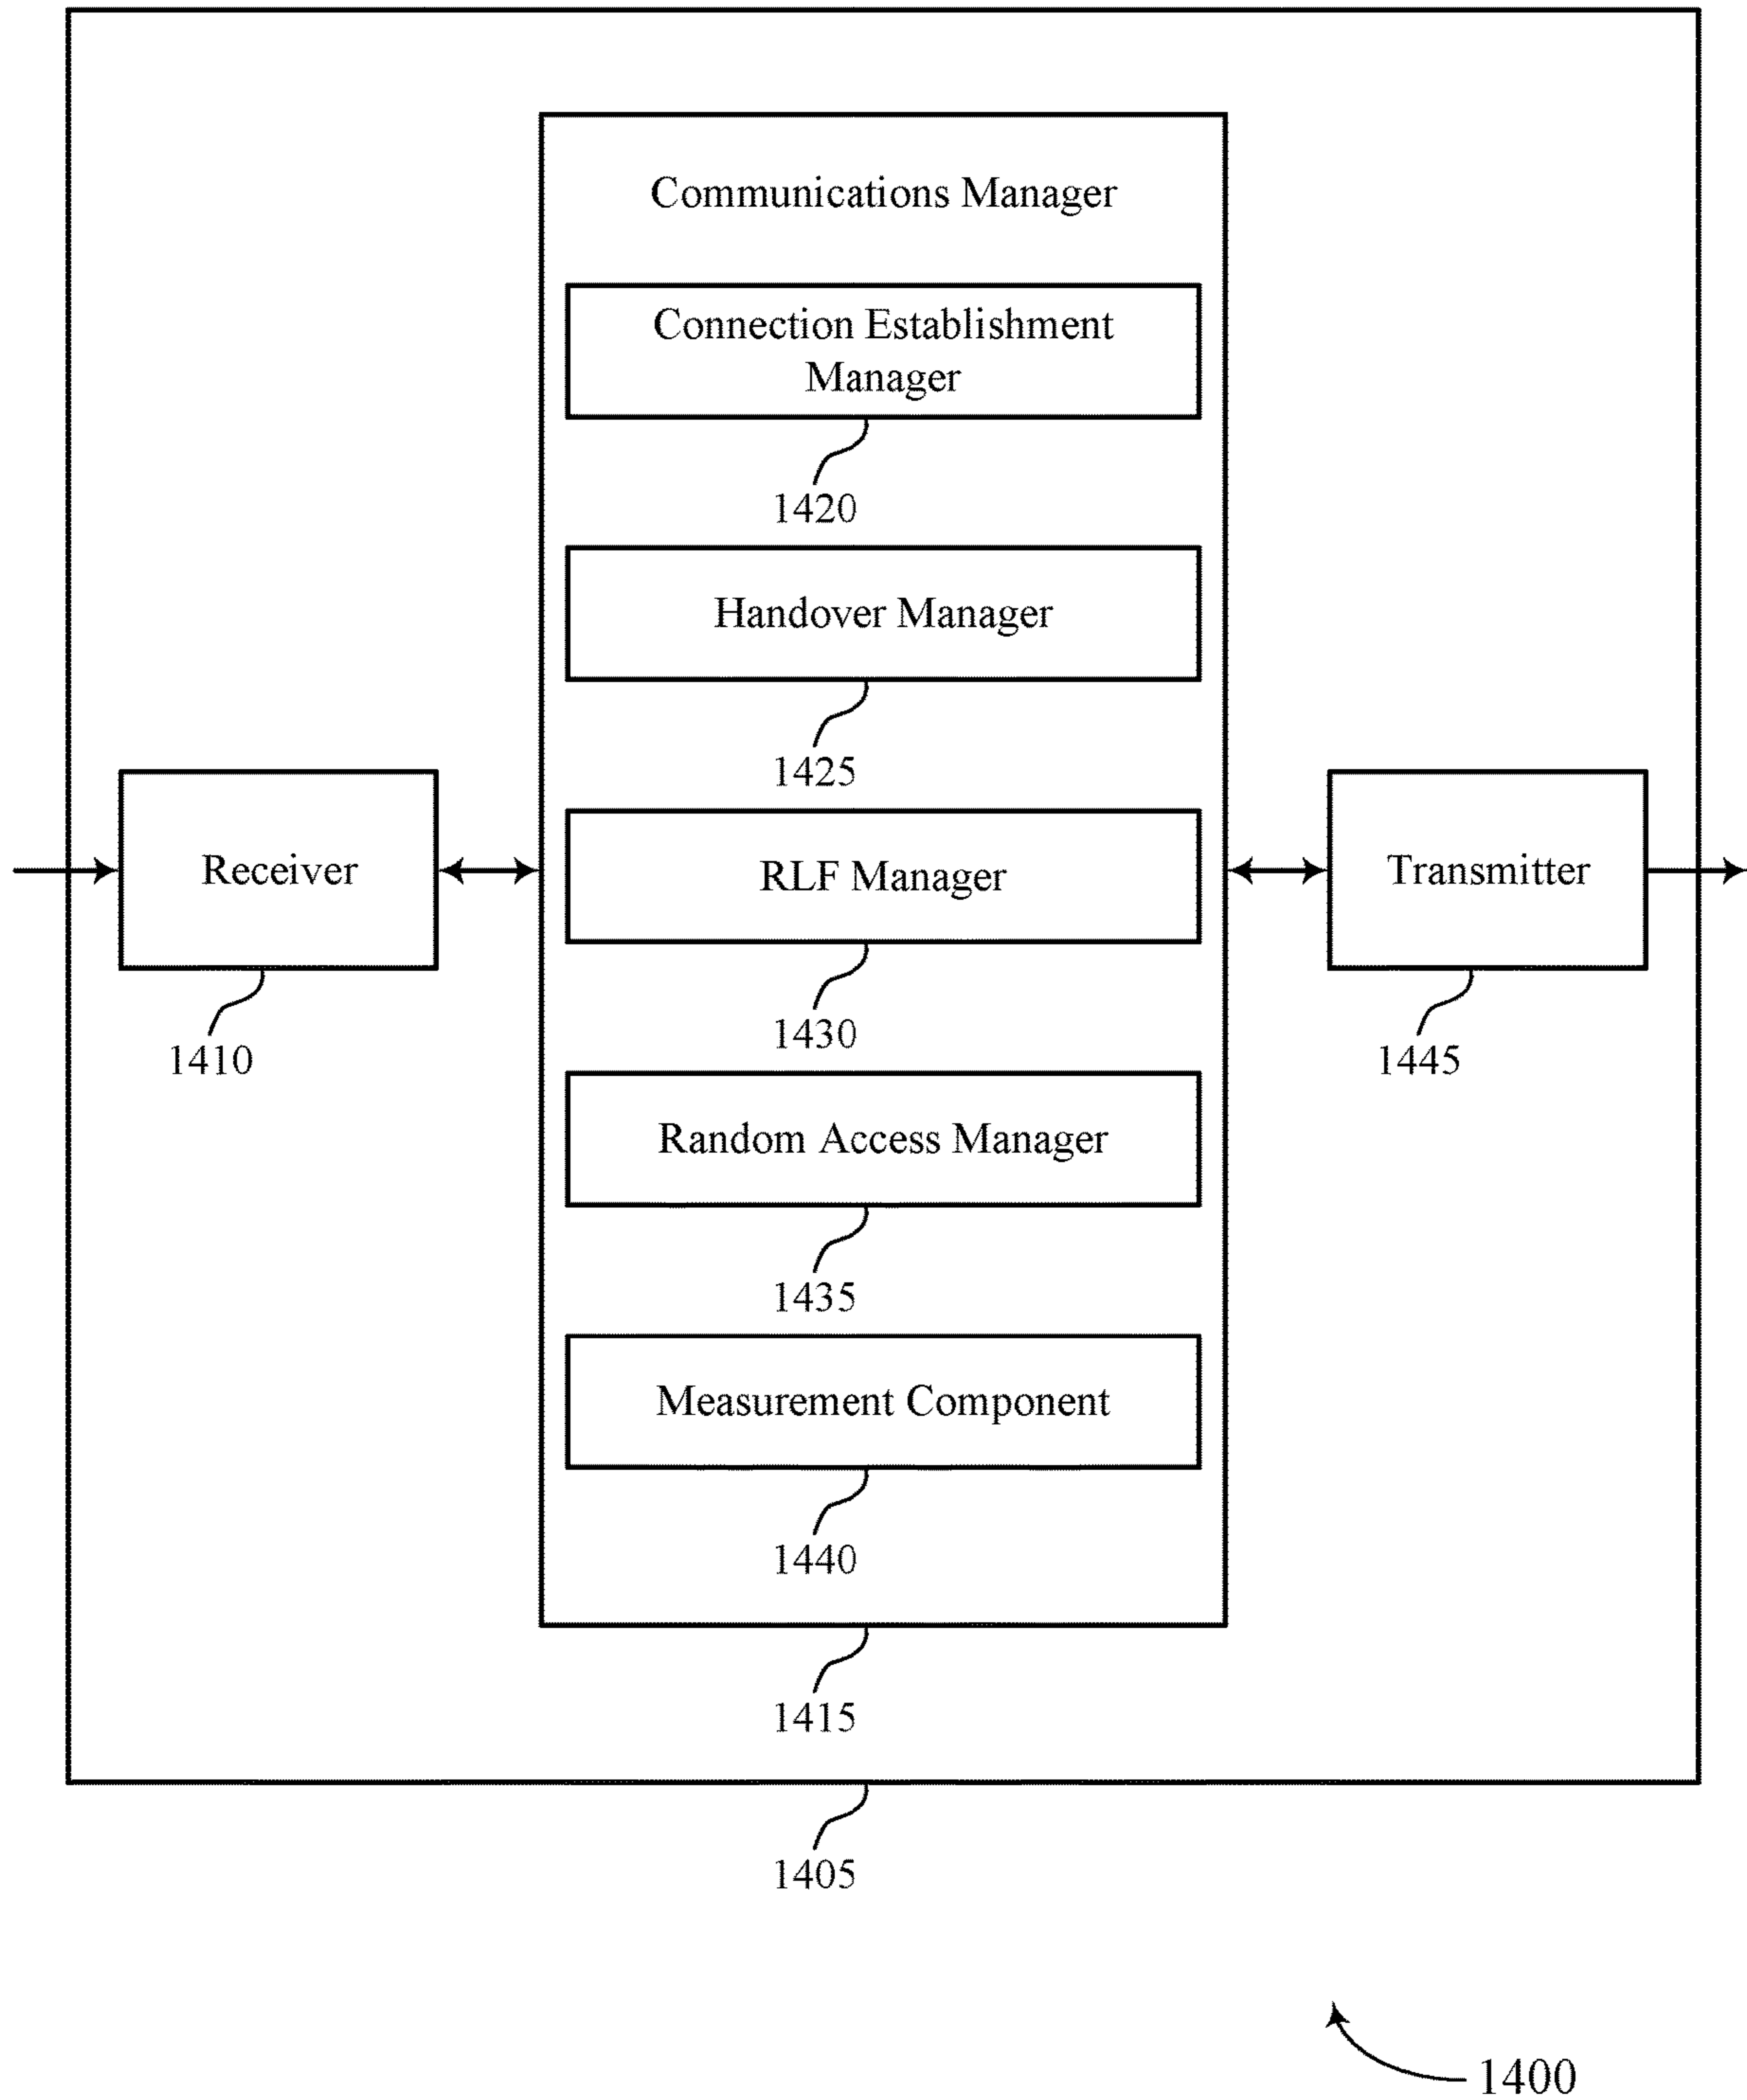 Communications Manager
Connection Establishment
Manager
1420
Handover Manager
1425
Receiver
1410
RLF Manager
1430
Transmitter
1445
Random Access Manager
1435
Measurement Component
1440
1415
1405
1400